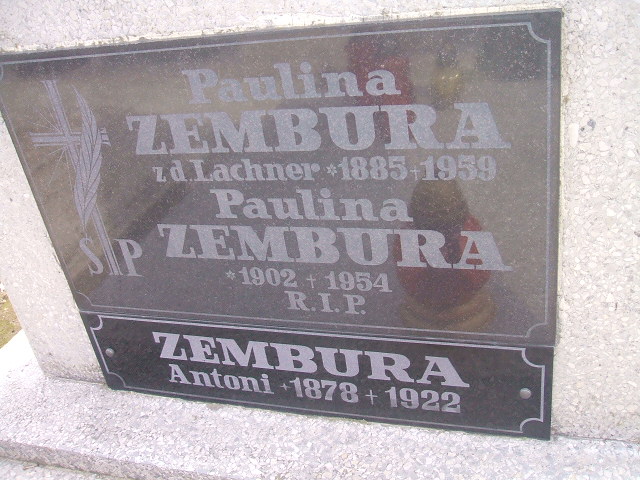 Paulina
ZEMBURA
z d. Lachner *1885 +1959
Paulina
ZEMBURA
*1902 + 1954
R.I.P.
S P
ZEMBURA
Antoni *1878 + 1922